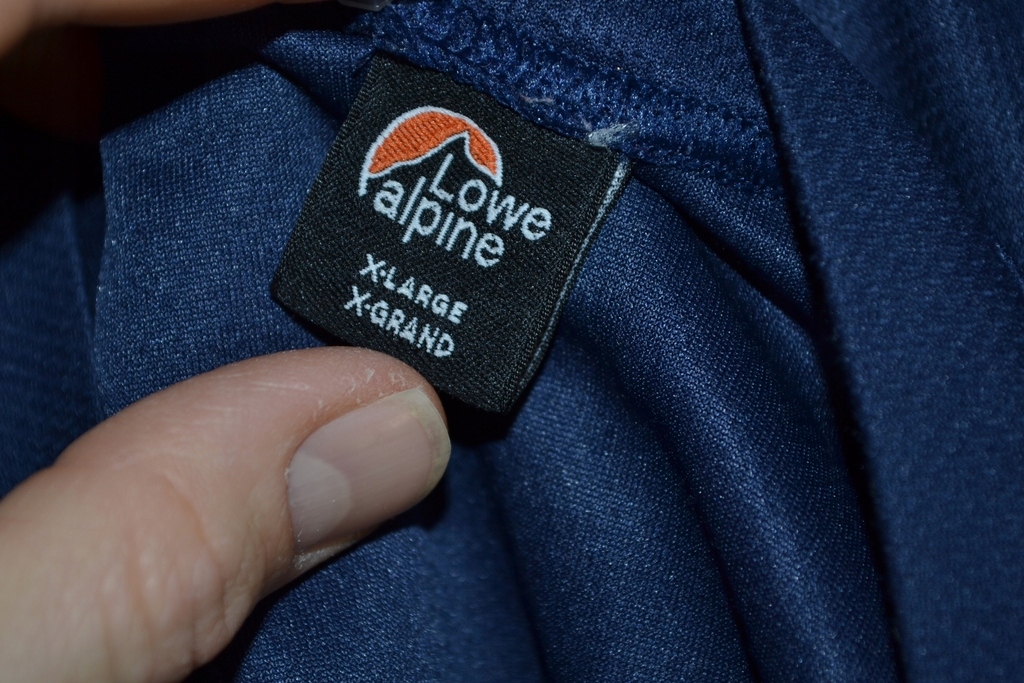 Lowe
alpine
X-LARGE
X-GRAND